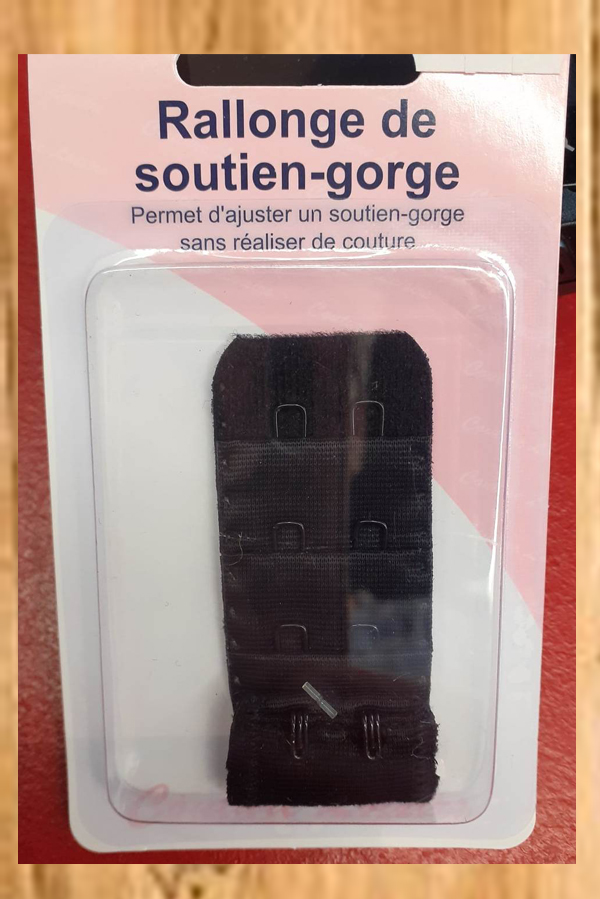 Rallonge de
soutien-gorge
Permet d'ajuster un soutien-gorge
sans réaliser de couture